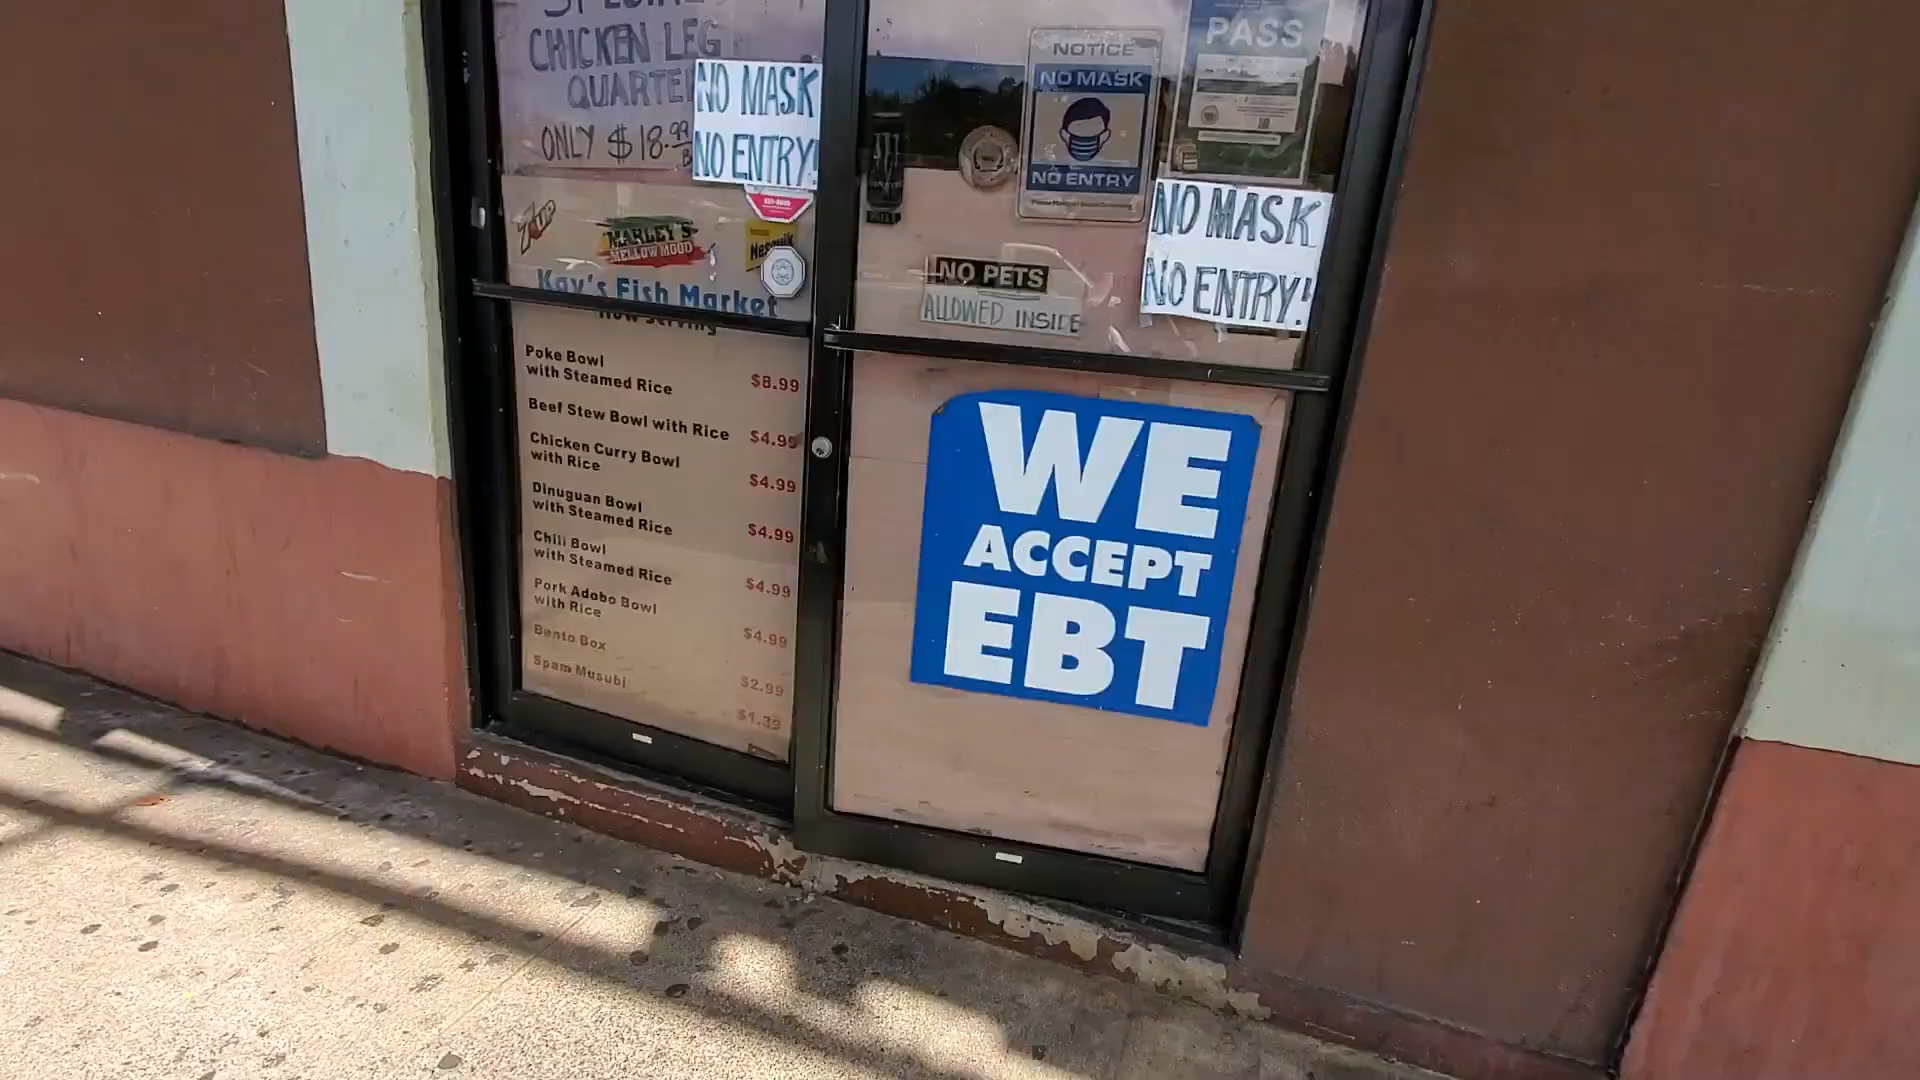 SPECIAL
CHICKEN LEG
QUARTE
ONLY $18.99
NO MASK
NO ENTRY!
7UP
MARLEY'S
MELLOW MOOD
Nesquik
Kay's Fish Market
Now Serving
Poke Bowl
with Steamed Rice $8.99
Beef Stew Bowl with Rice $4.99
Chicken Curry Bowl
with Rice $4.99
Dinuguan Bowl
with Steamed Rice $4.99
Chili Bowl
with Steamed Rice $4.99
Pork Adobo Bowl
with Rice $4.99
Bento Box $2.99
Spam Musubi $1.39
NOTICE
NO MASK
NO ENTRY
PASS
NO MASK
NO ENTRY!
NO PETS
ALLOWED INSIDE
WE
ACCEPT
EBT